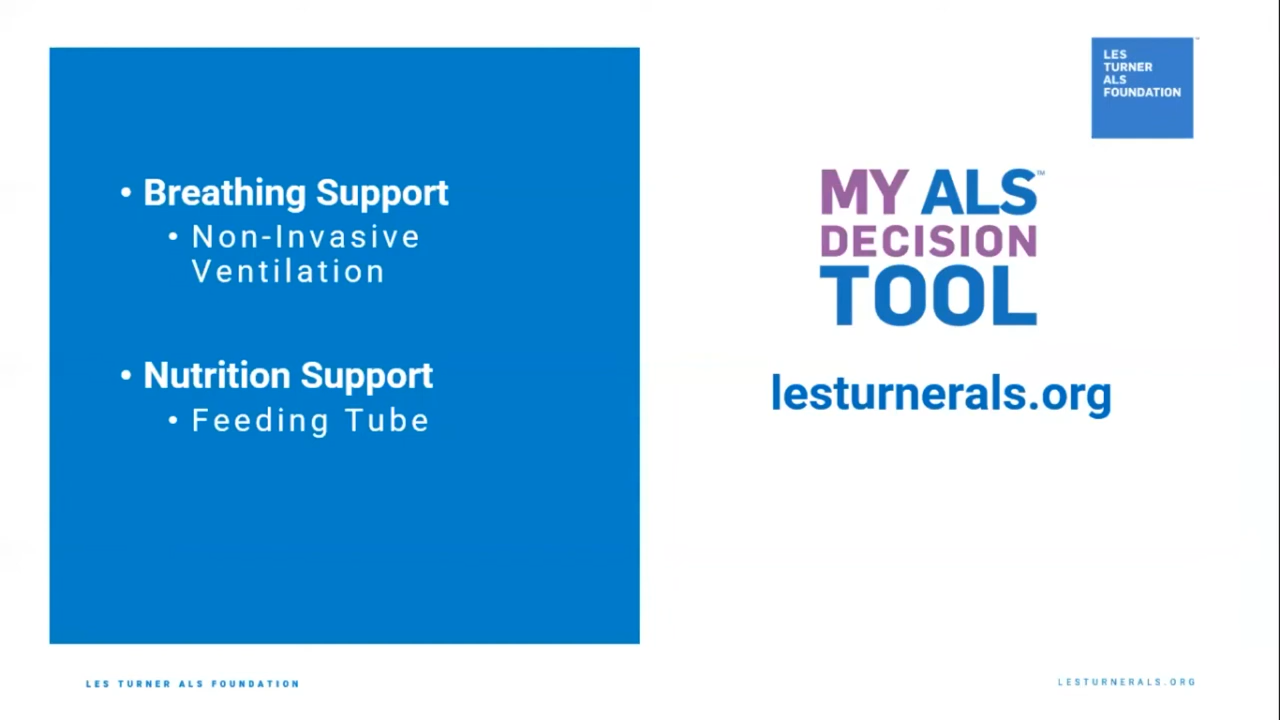 • Breathing Support
• Non-Invasive
Ventilation
• Nutrition Support
• Feeding Tube
LES
TURNER
ALS
FOUNDATION
MY ALS™
DECISION
TOOL
lesturnerals.org
LES TURNER ALS FOUNDATION
LESTURNERALS.ORG